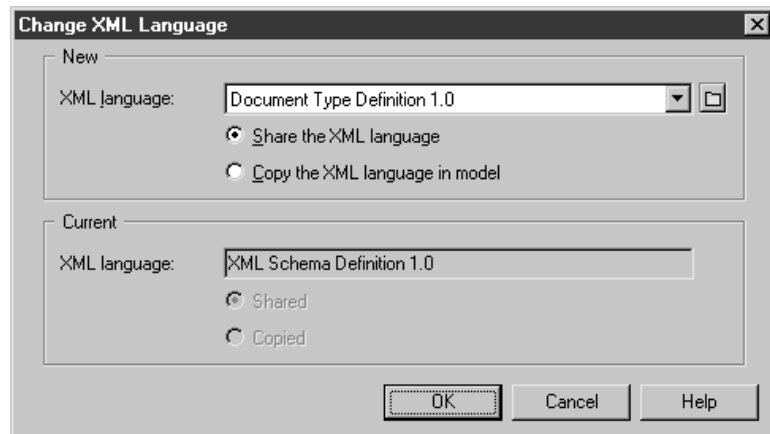 Change XML Language
New
XML language: Document Type Definition 1.0
Share the XML language
Copy the XML language in model
Current
XML language: XML Schema Definition 1.0
Shared
Copied
OK Cancel Help